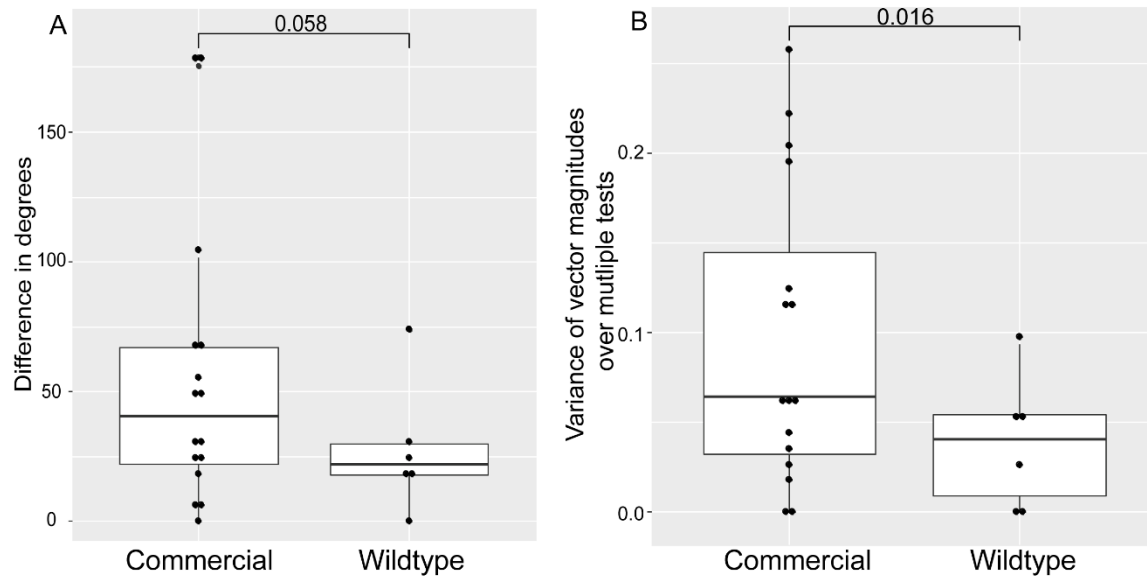 A
0.058
Difference in degrees
150
100
50
0
Commercial
Wildtype
B
0.016
Variance of vector magnitudes
over mutliple tests
0.2
0.1
0.0
Commercial
Wildtype